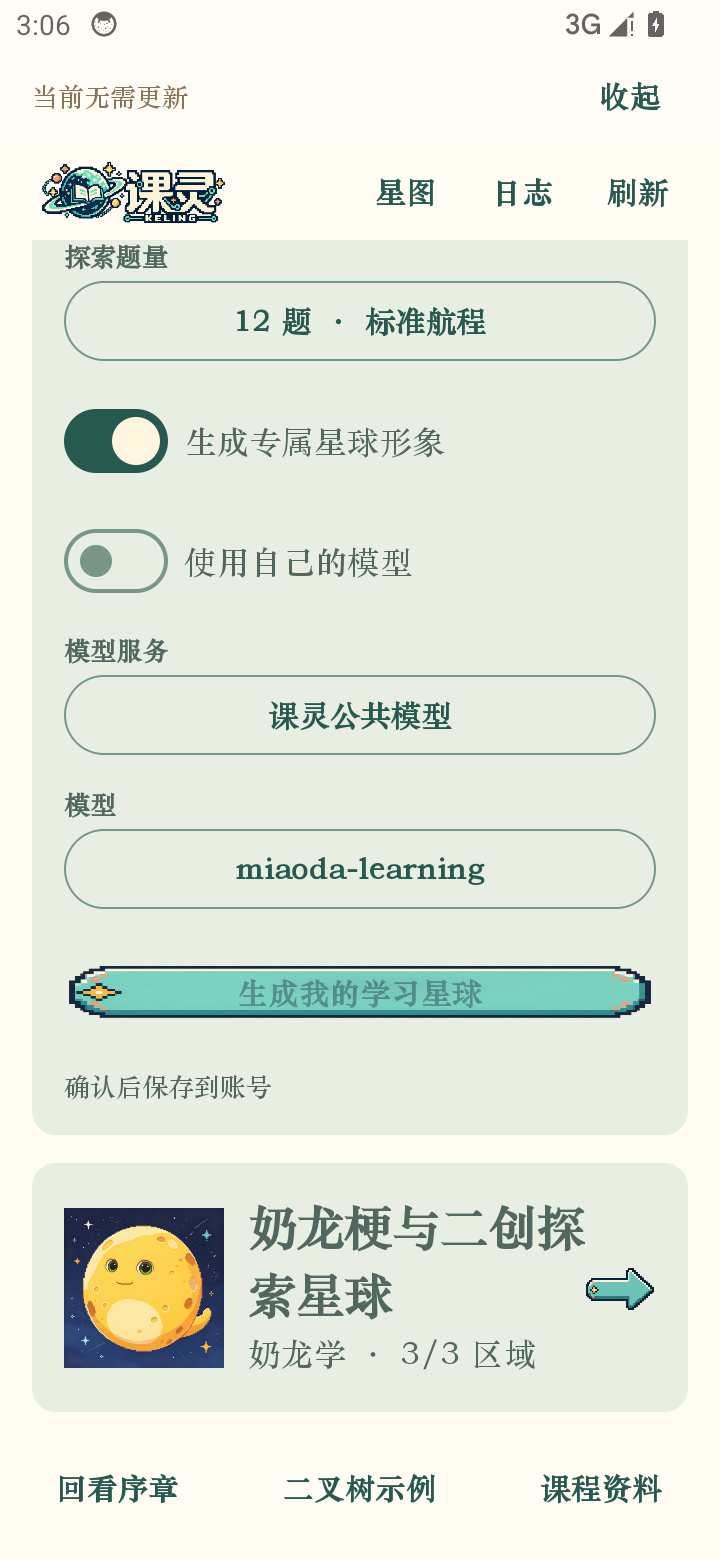 3:06
3G
当前无需更新
收起
课灵
KELING
星图
日志
刷新
探索题量
12 题 · 标准航程
生成专属星球形象
使用自己的模型
模型服务
课灵公共模型
模型
miaoda-learning
生成我的学习星球
确认后保存到账号
奶龙梗与二创探
索星球
奶龙学 · 3/3 区域
回看序章
二叉树示例
课程资料